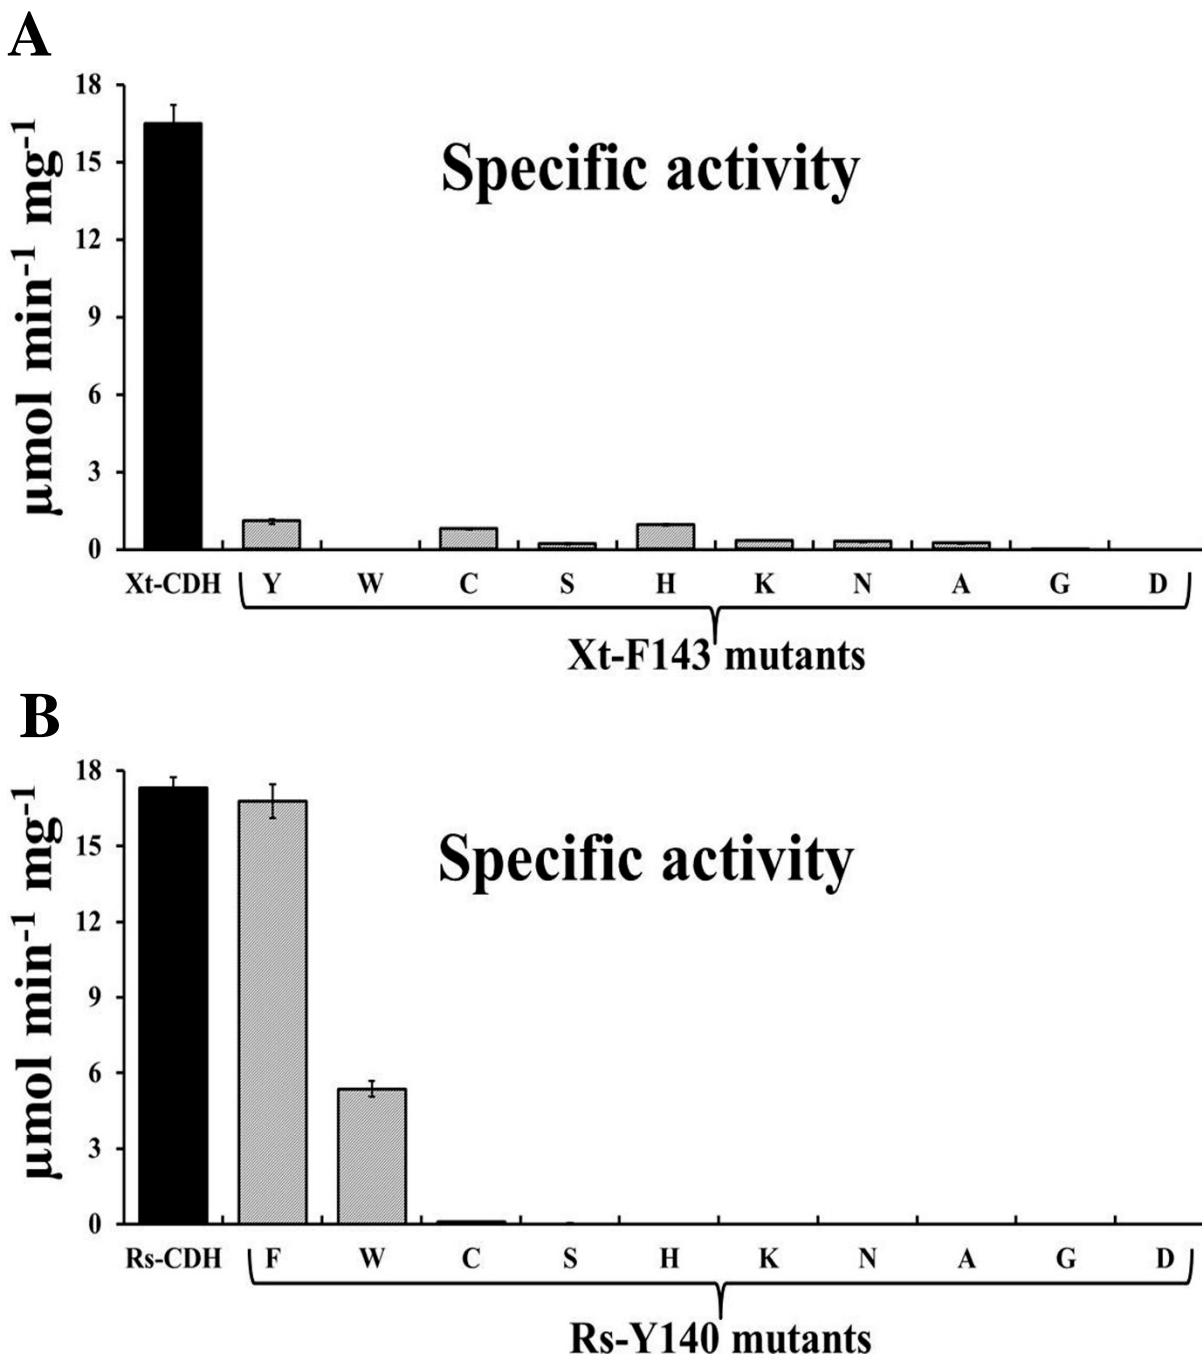 A
18
15
12
9
6
3
0
µmol min-1 mg-1
Specific activity
Xt-CDH Y W C S H K N A G D
Xt-F143 mutants
B
18
15
12
9
6
3
0
µmol min-1 mg-1
Specific activity
Rs-CDH F W C S H K N A G D
Rs-Y140 mutants